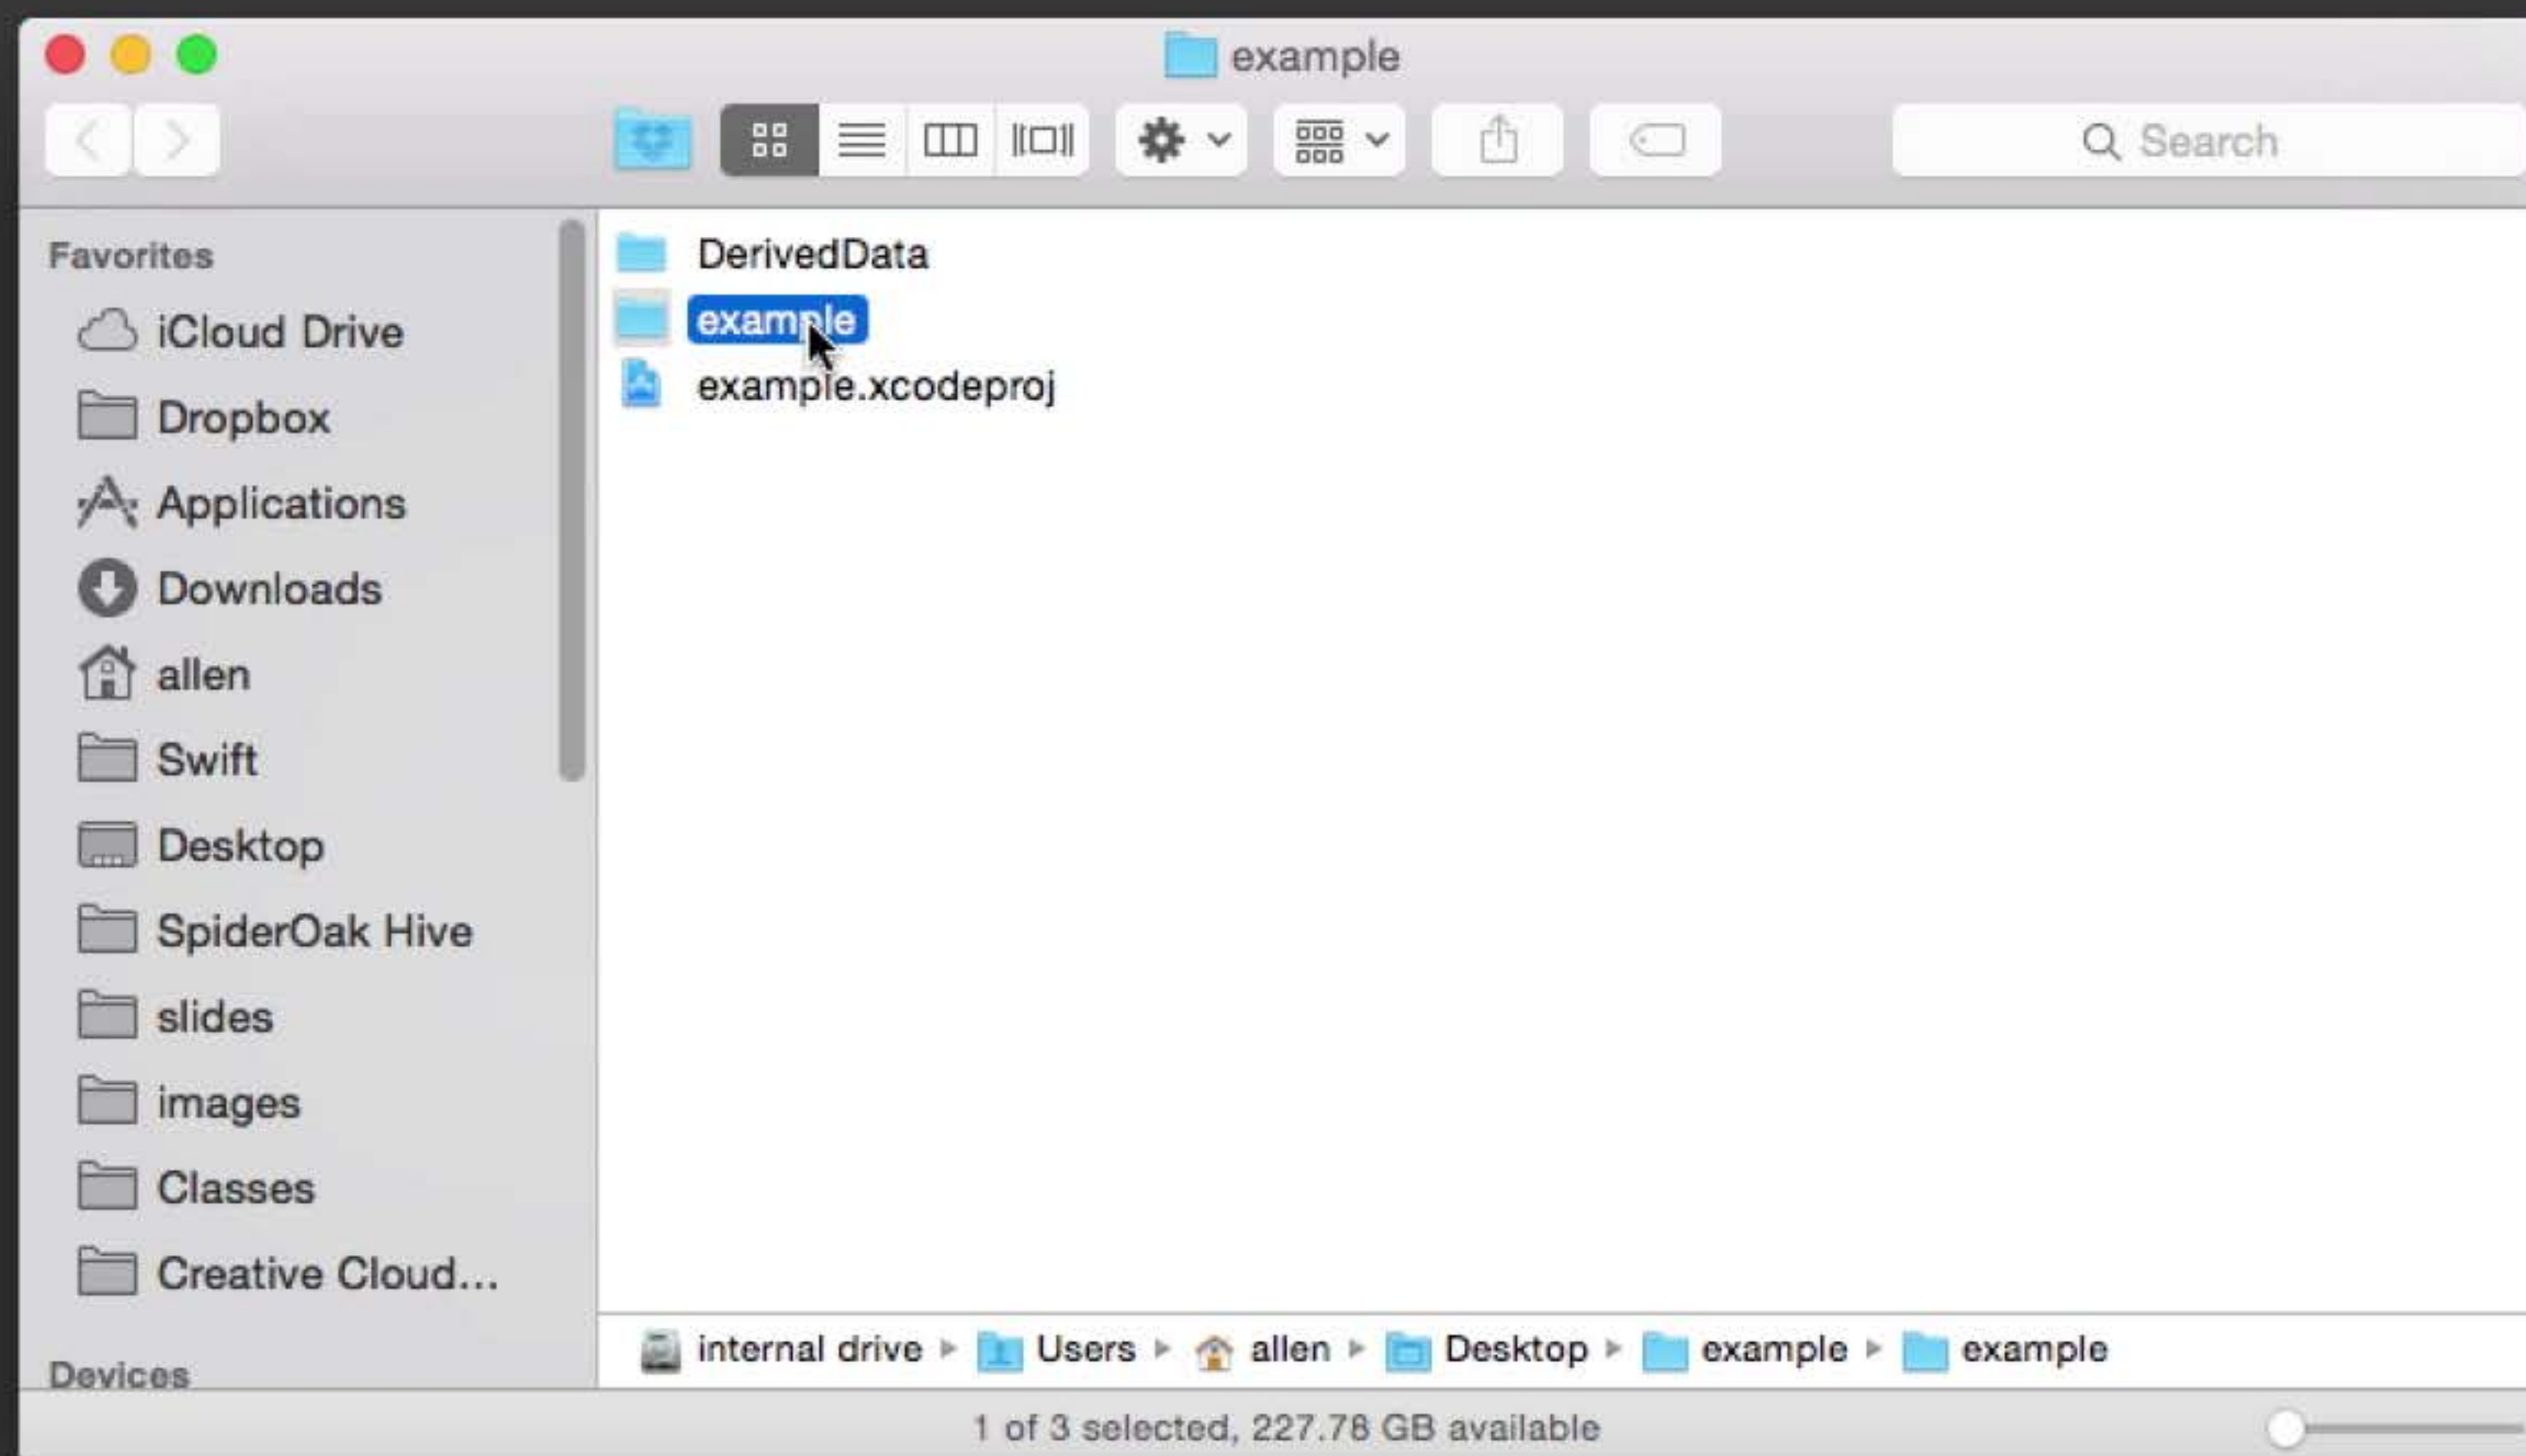 example
Search
Favorites
iCloud Drive
Dropbox
Applications
Downloads
allen
Swift
Desktop
SpiderOak Hive
slides
images
Classes
Creative Cloud...
Devices
DerivedData
example
example.xcodeproj
internal drive ▸ Users ▸ allen ▸ Desktop ▸ example ▸ example
1 of 3 selected, 227.78 GB available